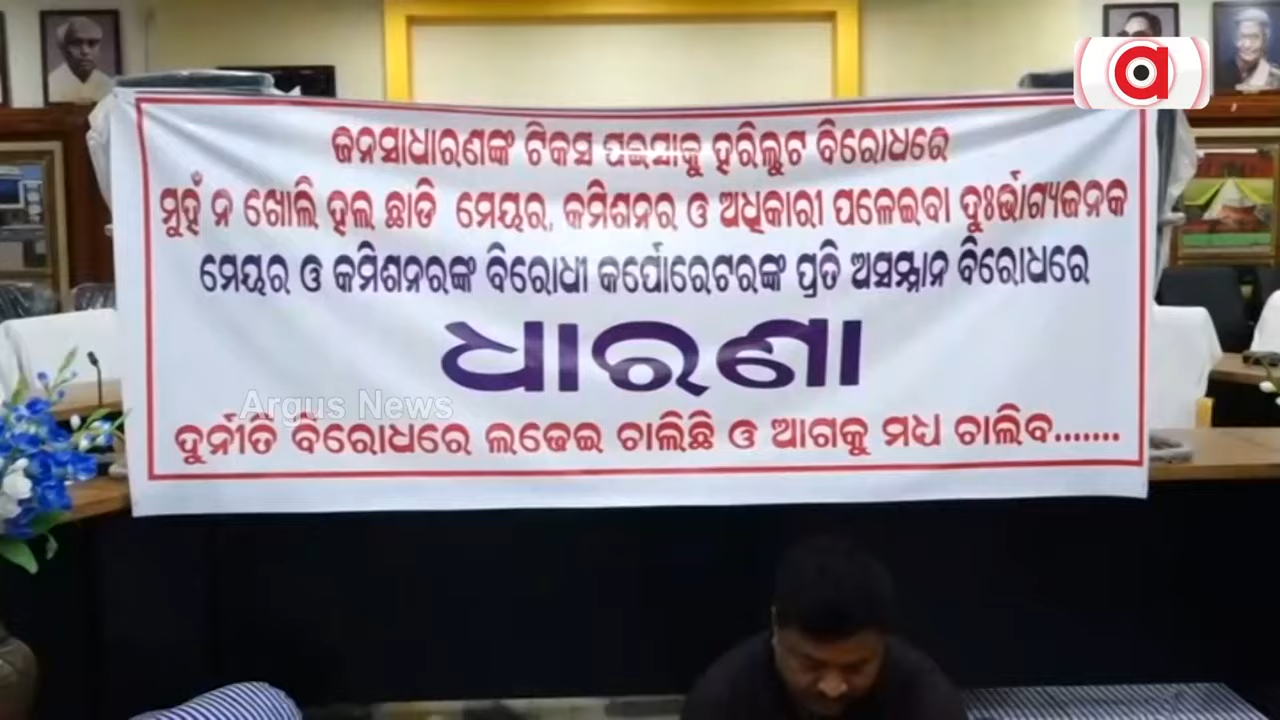 ଜନସାଧାରଣଙ୍କ ଟିକସ ପଇସାକୁ ହରିଲୁଟ ବିରୋଧରେ
ମୁହଁ ନ ଖୋଲି ହଲ ଛାଡି ମେୟର, କମିଶନର ଓ ଅଧିକାରୀ ପଳେଇବା ଦୁଃର୍ଭାଗ୍ୟଜନକ
ମେୟର ଓ କମିଶନରଙ୍କ ବିରୋଧୀ କର୍ପୋରେଟରଙ୍କ ପ୍ରତି ଅସମ୍ମାନ ବିରୋଧରେ
ଧାରଣା
Argus News
ଦୁର୍ନୀତି ବିରୋଧରେ ଲଢେଇ ଚାଲିଛି ଓ ଆଗକୁ ମଧ୍ୟ ଚାଲିବ.......